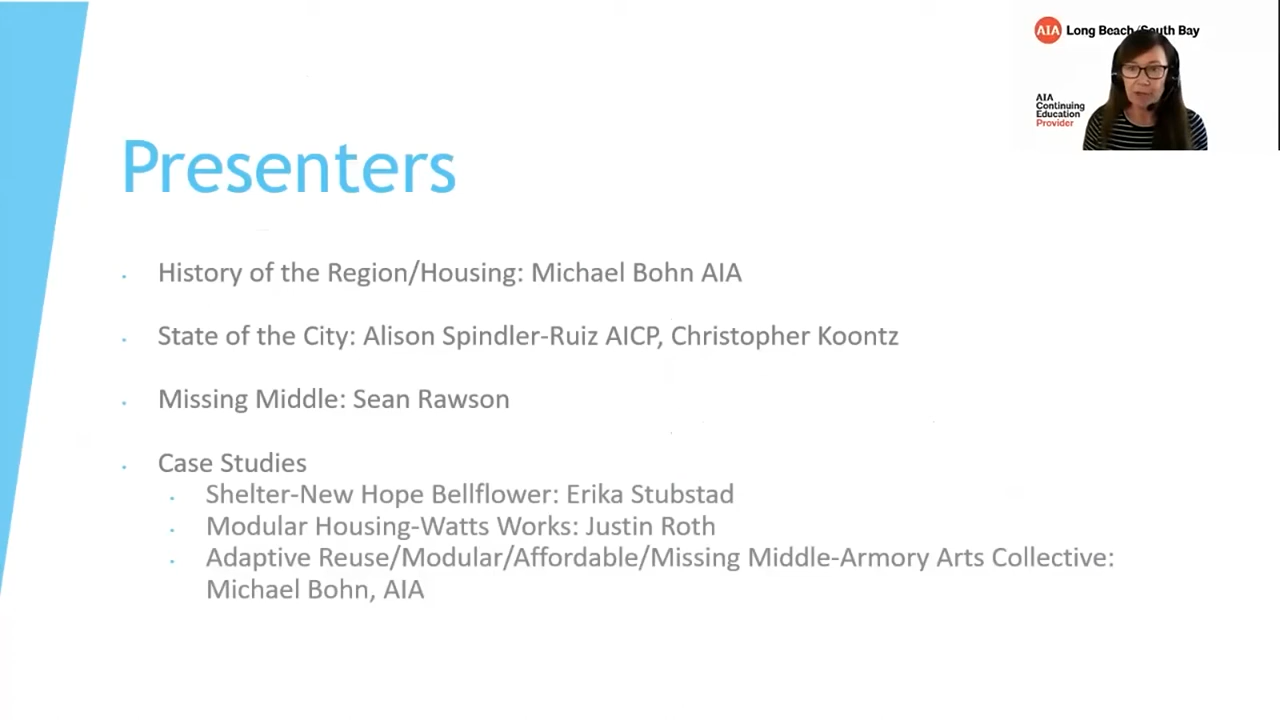 AIA Long Beach/South Bay
AIA
Continuing
Education
Provider
Presenters
History of the Region/Housing: Michael Bohn AIA
State of the City: Alison Spindler-Ruiz AICP, Christopher Koontz
Missing Middle: Sean Rawson
Case Studies
Shelter-New Hope Bellflower: Erika Stubstad
Modular Housing-Watts Works: Justin Roth
Adaptive Reuse/Modular/Affordable/Missing Middle-Armory Arts Collective:
Michael Bohn, AIA